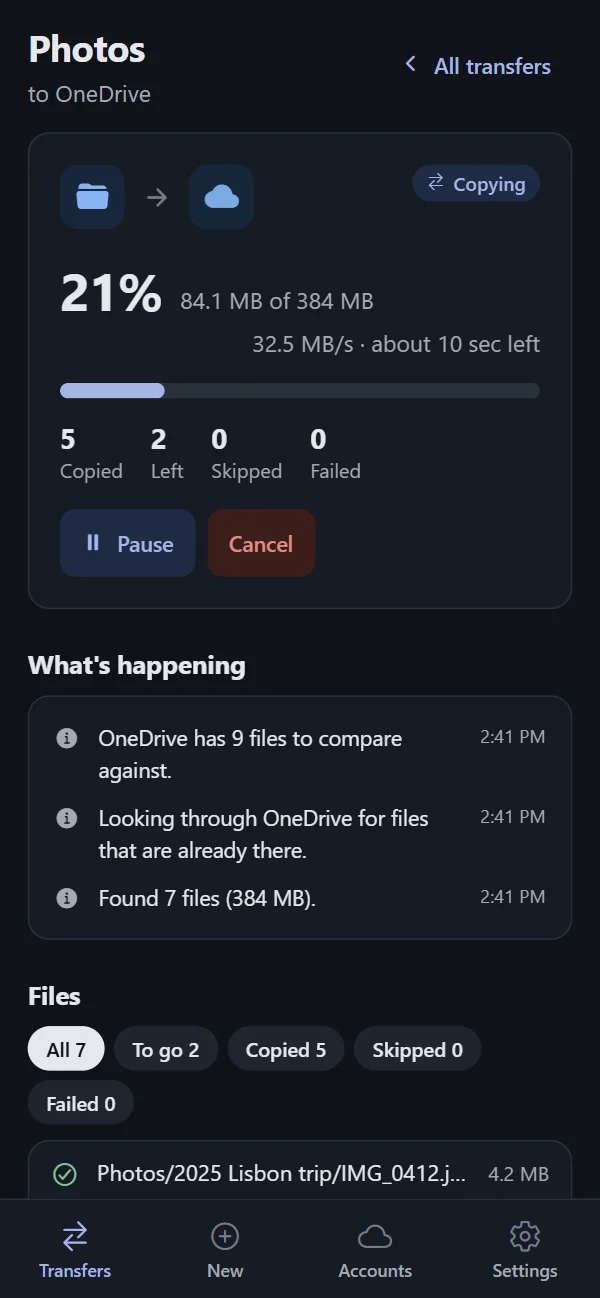 Photos
to OneDrive
All transfers
Copying
21% 84.1 MB of 384 MB
32.5 MB/s · about 10 sec left
5 2 0 0
Copied Left Skipped Failed
Pause Cancel
What's happening
OneDrive has 9 files to compare 2:41 PM
against.
Looking through OneDrive for files 2:41 PM
that are already there.
Found 7 files (384 MB). 2:41 PM
Files
All 7 To go 2 Copied 5 Skipped 0
Failed 0
Photos/2025 Lisbon trip/IMG_0412.j... 4.2 MB
Transfers New Accounts Settings